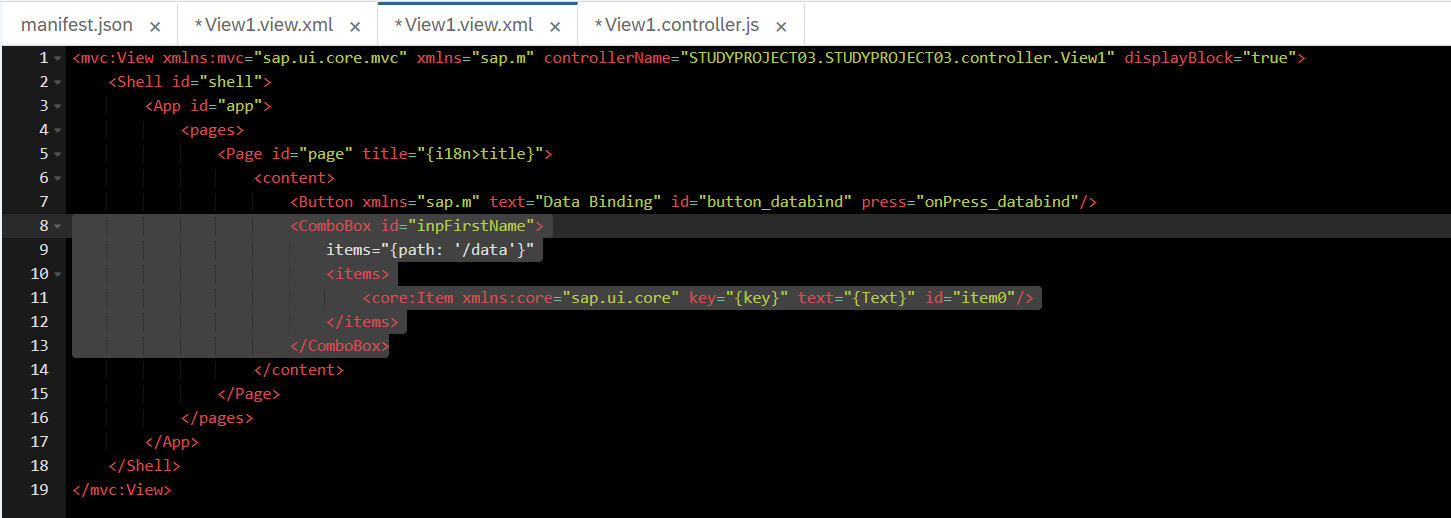 manifest.json × *View1.view.xml × *View1.view.xml × *View1.controller.js ×
1 <mvc:View xmlns:mvc="sap.ui.core.mvc" xmlns="sap.m" controllerName="STUDYPROJECT03.STUDYPROJECT03.controller.View1" displayBlock="true">
2 <Shell id="shell">
3 <App id="app">
4 <pages>
5 <Page id="page" title="{i18n>title}">
6 <content>
7 <Button xmlns="sap.m" text="Data Binding" id="button_databind" press="onPress_databind"/>
8 <ComboBox id="inpFirstName">
9 items="{path: '/data'}"
10 <items>
11 <core:Item xmlns:core="sap.ui.core" key="{key}" text="{Text}" id="item0"/>
12 </items>
13 </ComboBox>
14 </content>
15 </Page>
16 </pages>
17 </App>
18 </Shell>
19 </mvc:View>